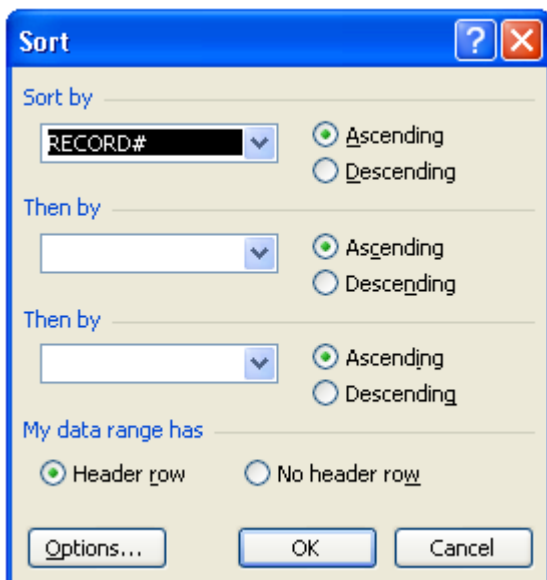 Sort
Sort by
RECORD#
Ascending
Descending
Then by
Ascending
Descending
Then by
Ascending
Descending
My data range has
Header row
No header row
Options...
OK
Cancel